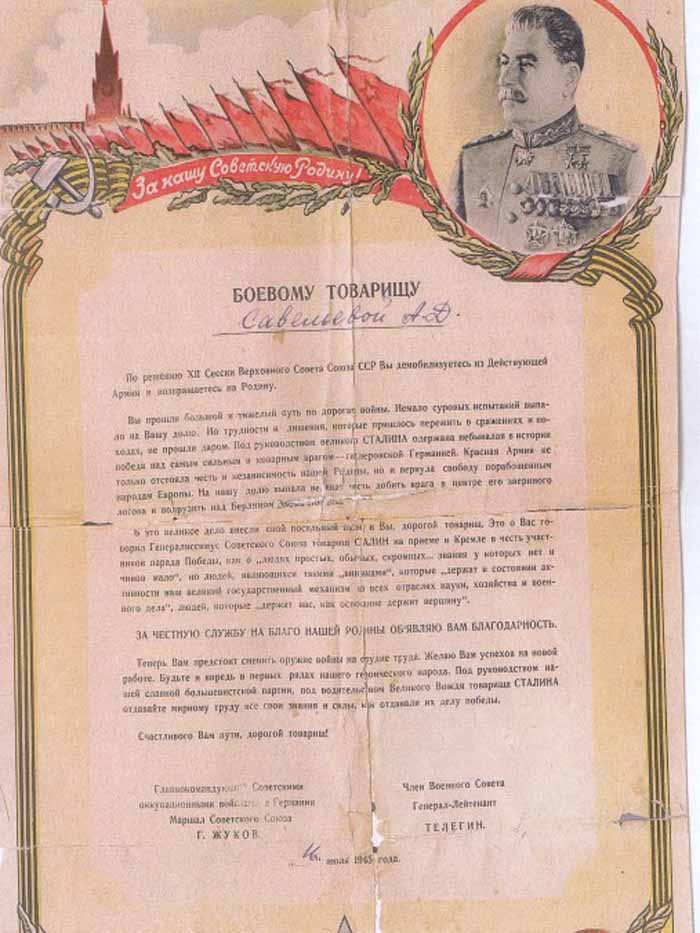 За нашу Советскую Родину!
БОЕВОМУ ТОВАРИЩУ
Савельевой А.Д.
По решению XII Сессии Верховного Совета Союза ССР Вы демобилизуетесь из Действующей
Армии и возвращаетесь на Родину.
Вы прошли большой и тяжелый путь по дорогам войны. Немало суровых испытаний выпа-
ло на Вашу долю. Но трудности и лишения, которые пришлось пережить в сражениях и по-
ходах, не прошли даром. Под руководством великого СТАЛИНА одержана небывалая в истории
победа над самым сильным и коварным врагом — гитлеровской Германией. Красная Армия не
только отстояла честь и независимость нашей Родины, но и вернула свободу порабощенным
народам Европы. На нашу долю выпала великая честь добить врага в центре его звериного
логова и водрузить над Берлином Знамя
В это великое дело внесли свой посильный вклад и Вы, дорогой товарищ. Это о Вас го-
ворил Генералиссимус Советского Союза товарищ СТАЛИН на приеме в Кремле в честь участ-
ников парада Победы, как о „людях простых, обычных, скромных... звания у которых нет и
чинов мало“, но людей, являющихся такими „винтиками“, которые „держат в состоянии ак-
тивности наш великий государственный механизм во всех отраслях науки, хозяйства и воен-
ного дела“, людей, которые „держат нас, как основание держит вершину“.
ЗА ЧЕСТНУЮ СЛУЖБУ НА БЛАГО НАШЕЙ РОДИНЫ ОБ'ЯВЛЯЮ ВАМ БЛАГОДАРНОСТЬ.
Теперь Вам предстоит сменить оружие войны на орудие труда. Желаю Вам успехов на новой
работе. Будьте и впредь в первых рядах нашего героического народа. Под руководством на-
шей славной большевистской партии, под водительством Великого Вождя товарища СТАЛИНА
отдавайте мирному труду все свои знания и силы, как отдавали их делу победы.
Счастливого Вам пути, дорогой товарищ!
Главнокомандующий Советскими
оккупационными войсками в Германии
Маршал Советского Союза
Г. ЖУКОВ.
Член Военного Совета
Генерал-Лейтенант
ТЕЛЕГИН.
июля 1945 года.